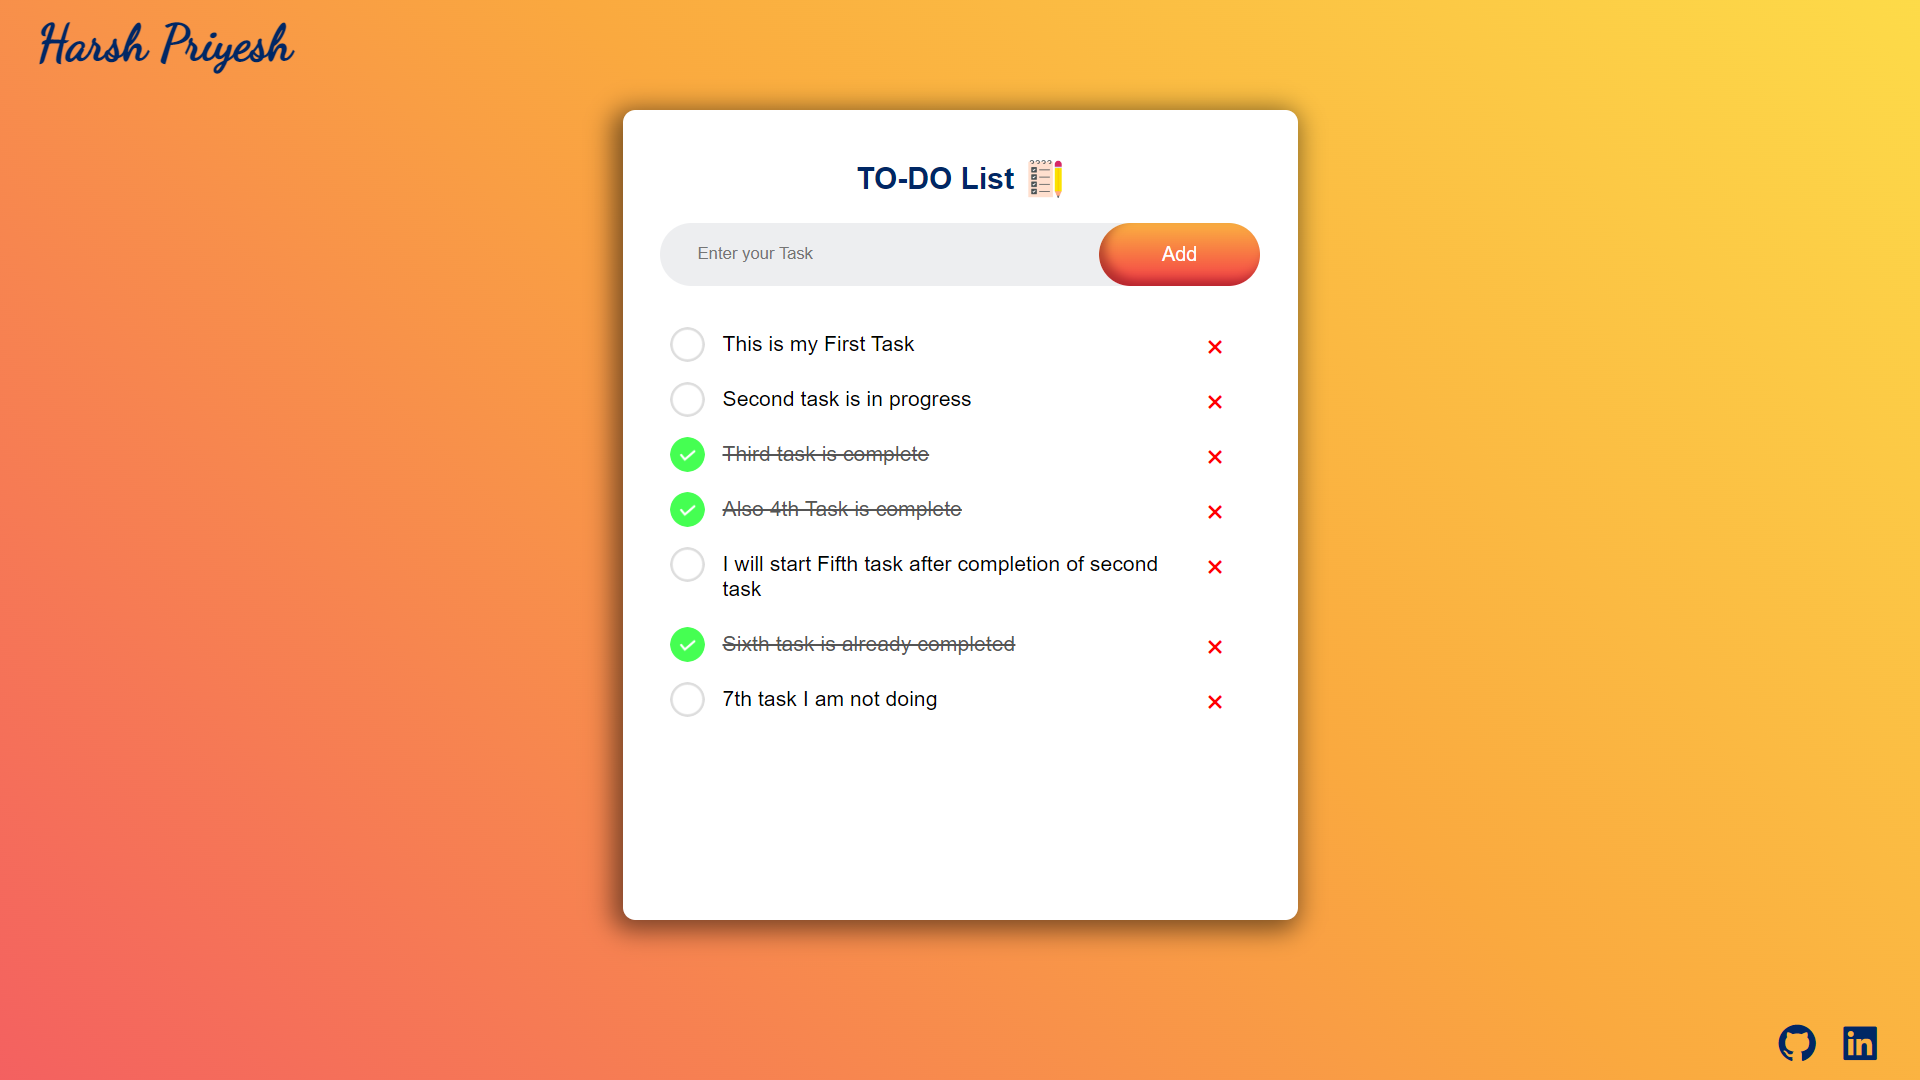 Harsh Priyesh
TO-DO List
Enter your Task
Add
This is my First Task
Second task is in progress
Third task is complete
Also 4th Task is complete
I will start Fifth task after completion of second
task
Sixth task is already completed
7th task I am not doing
in